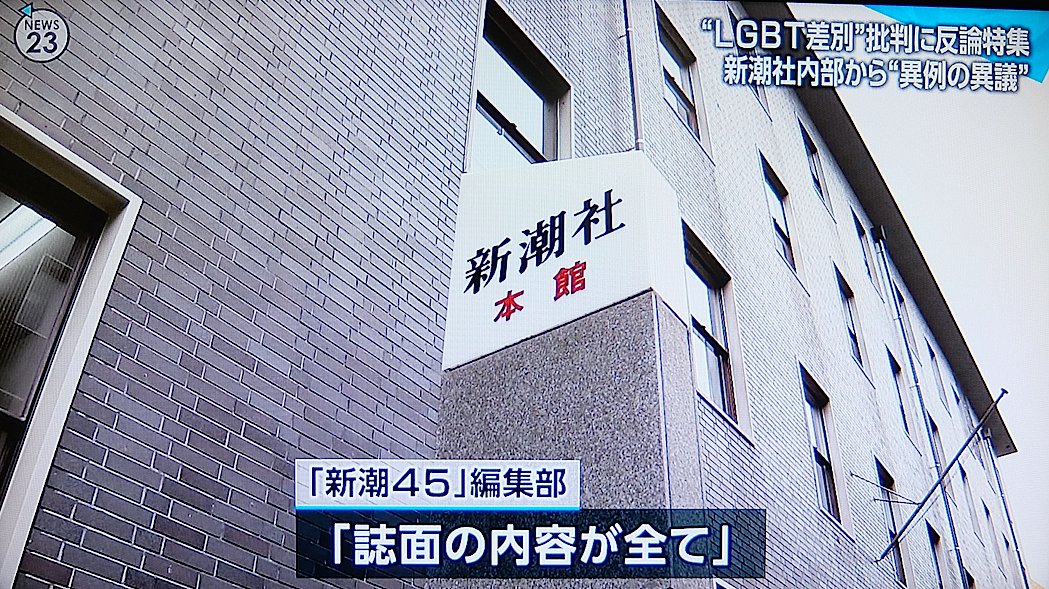 NEWS
23
“LGBT差別”批判に反論特集
新潮社内部から“異例の異議”
新潮社
本館
「新潮45」編集部
「誌面の内容が全て」